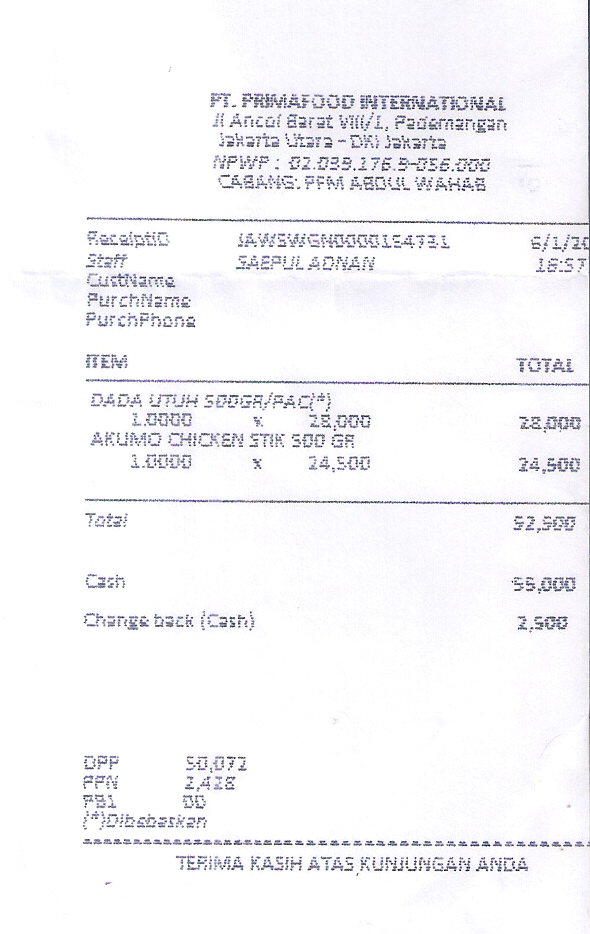 PT. PRIMAFOOD INTERNATIONAL
Jl Ancol Barat VIII/1, Pademangan
Jakarta Utara - DKI Jakarta
NPWP : 02.099.176.9-056.000
CABANG: PFM ABDUL WAHAB
ReceiptID JAWSWGN0000154731 6/1/20
Staff SAEPUL ADNAN 16:57
CustName
PurchName
PurchPhone
ITEM TOTAL
DADA UTUH 500GR/PAC(*)
1.0000 x 28,000 28,000
AKUMO CHICKEN STIK 500 GR
1.0000 x 24,500 24,500
Total 52,500
Cash 55,000
Change back (Cash) 2,500
DPP 50,072
PPN 2,428
PB1 00
(*)Dibebaskan
TERIMA KASIH ATAS KUNJUNGAN ANDA